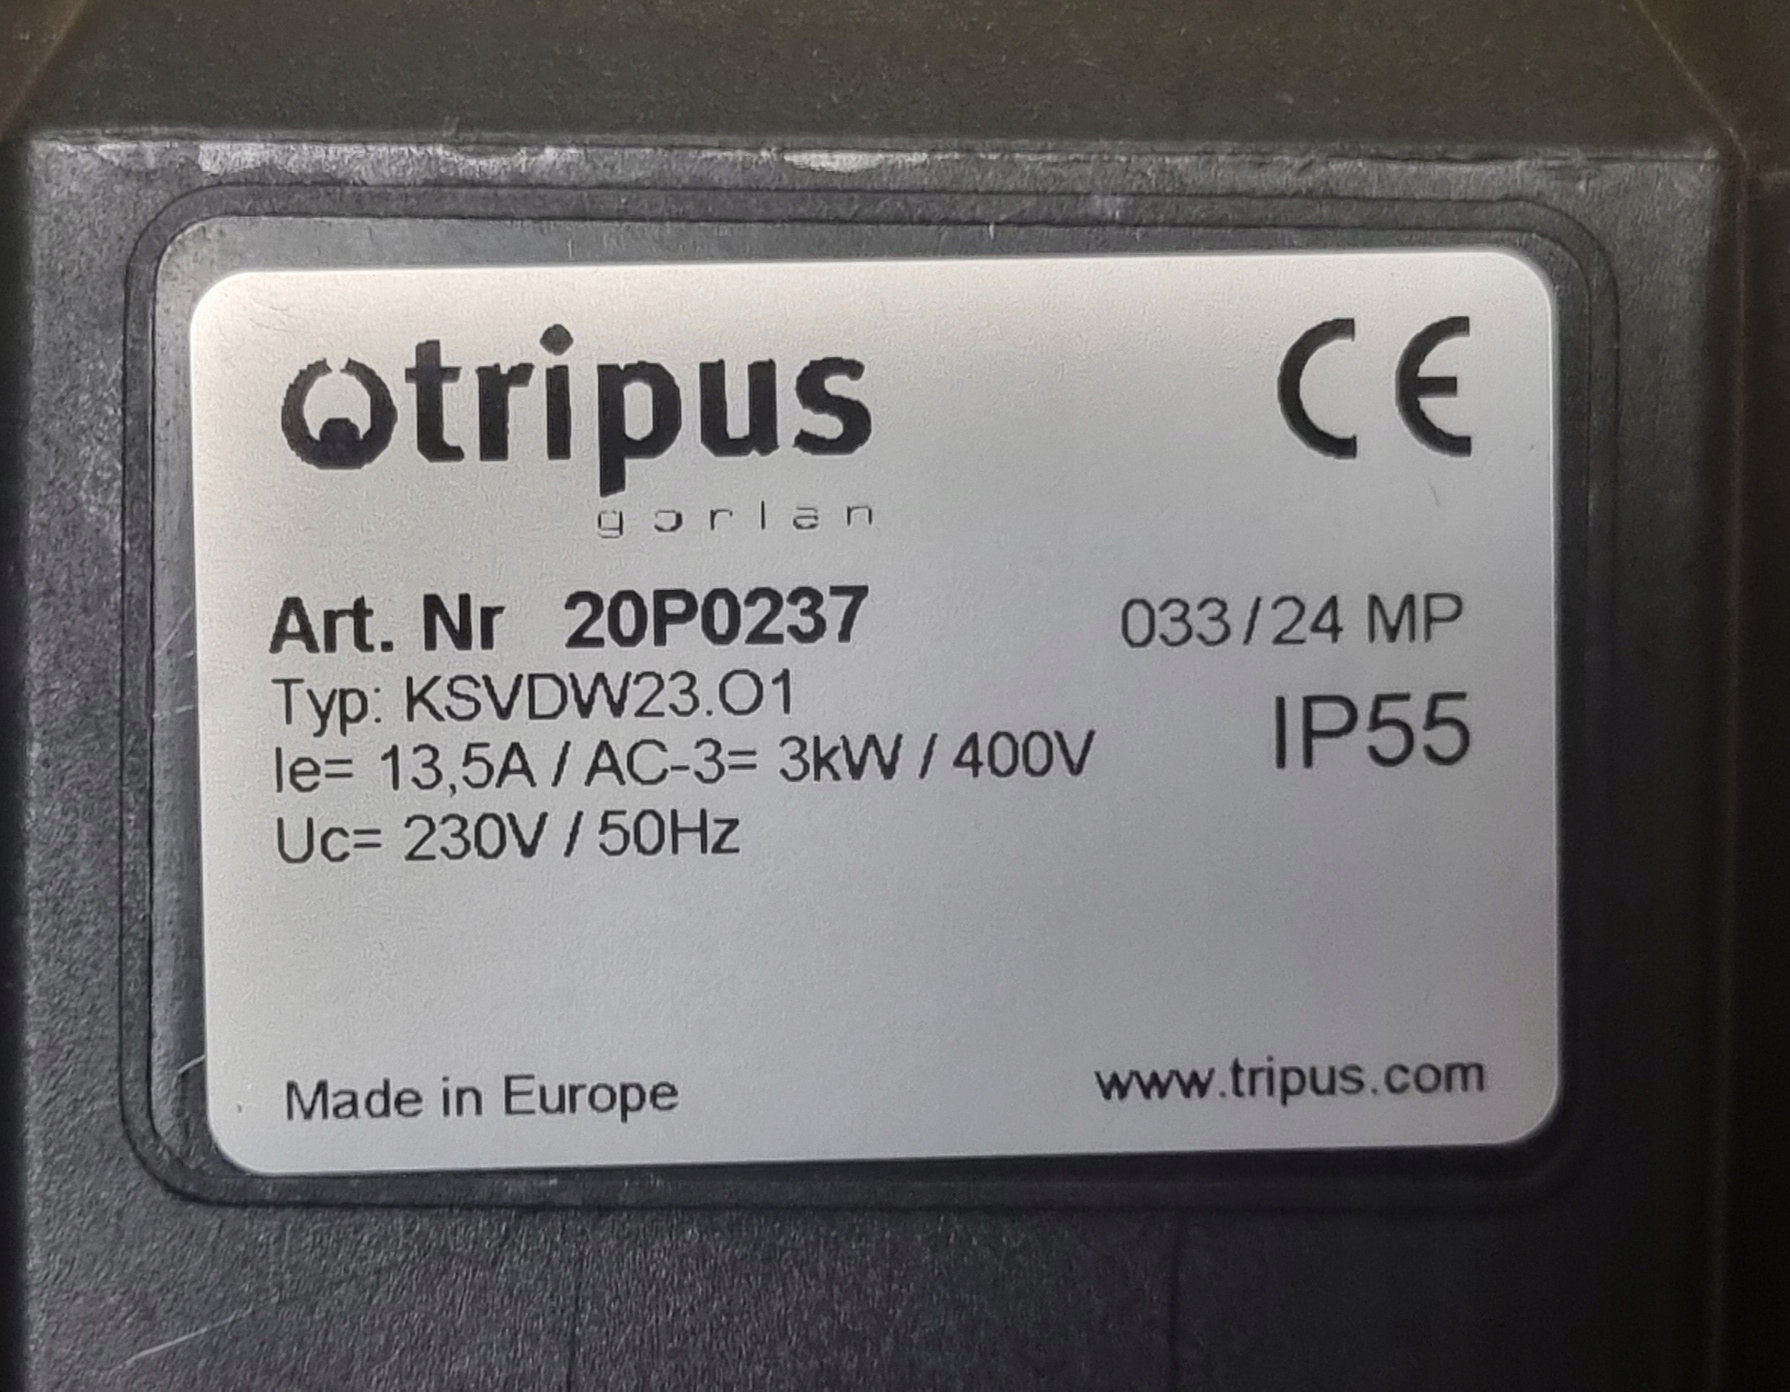 tripus
CE
gorlan
Art. Nr 20P0237
033/24 MP
Typ: KSVDW23.O1
IP55
Ie= 13,5A / AC-3= 3kW / 400V
Uc= 230V / 50Hz
Made in Europe
www.tripus.com